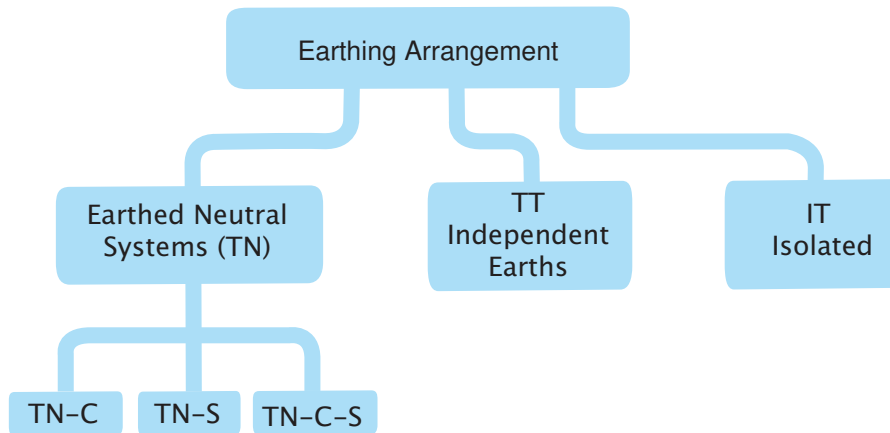 Earthing Arrangement
Earthed Neutral
Systems (TN)
TT
Independent
Earths
IT
Isolated
TN–C
TN–S
TN–C–S